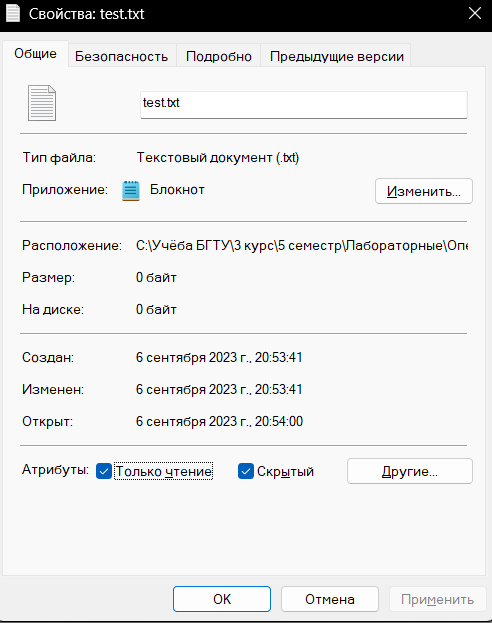 Свойства: test.txt
Общие Безопасность Подробно Предыдущие версии
test.txt
Тип файла: Текстовый документ (.txt)
Приложение: Блокнот Изменить...
Расположение: C:\Учёба БГТУ\3 курс\5 семестр\Лабораторные\Опе
Размер: 0 байт
На диске: 0 байт
Создан: 6 сентября 2023 г., 20:53:41
Изменен: 6 сентября 2023 г., 20:53:41
Открыт: 6 сентября 2023 г., 20:54:00
Атрибуты: Только чтение Скрытый Другие...
OK Отмена Применить